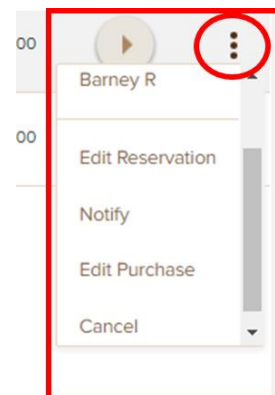 00
Barney R
00
Edit Reservation
Notify
Edit Purchase
Cancel